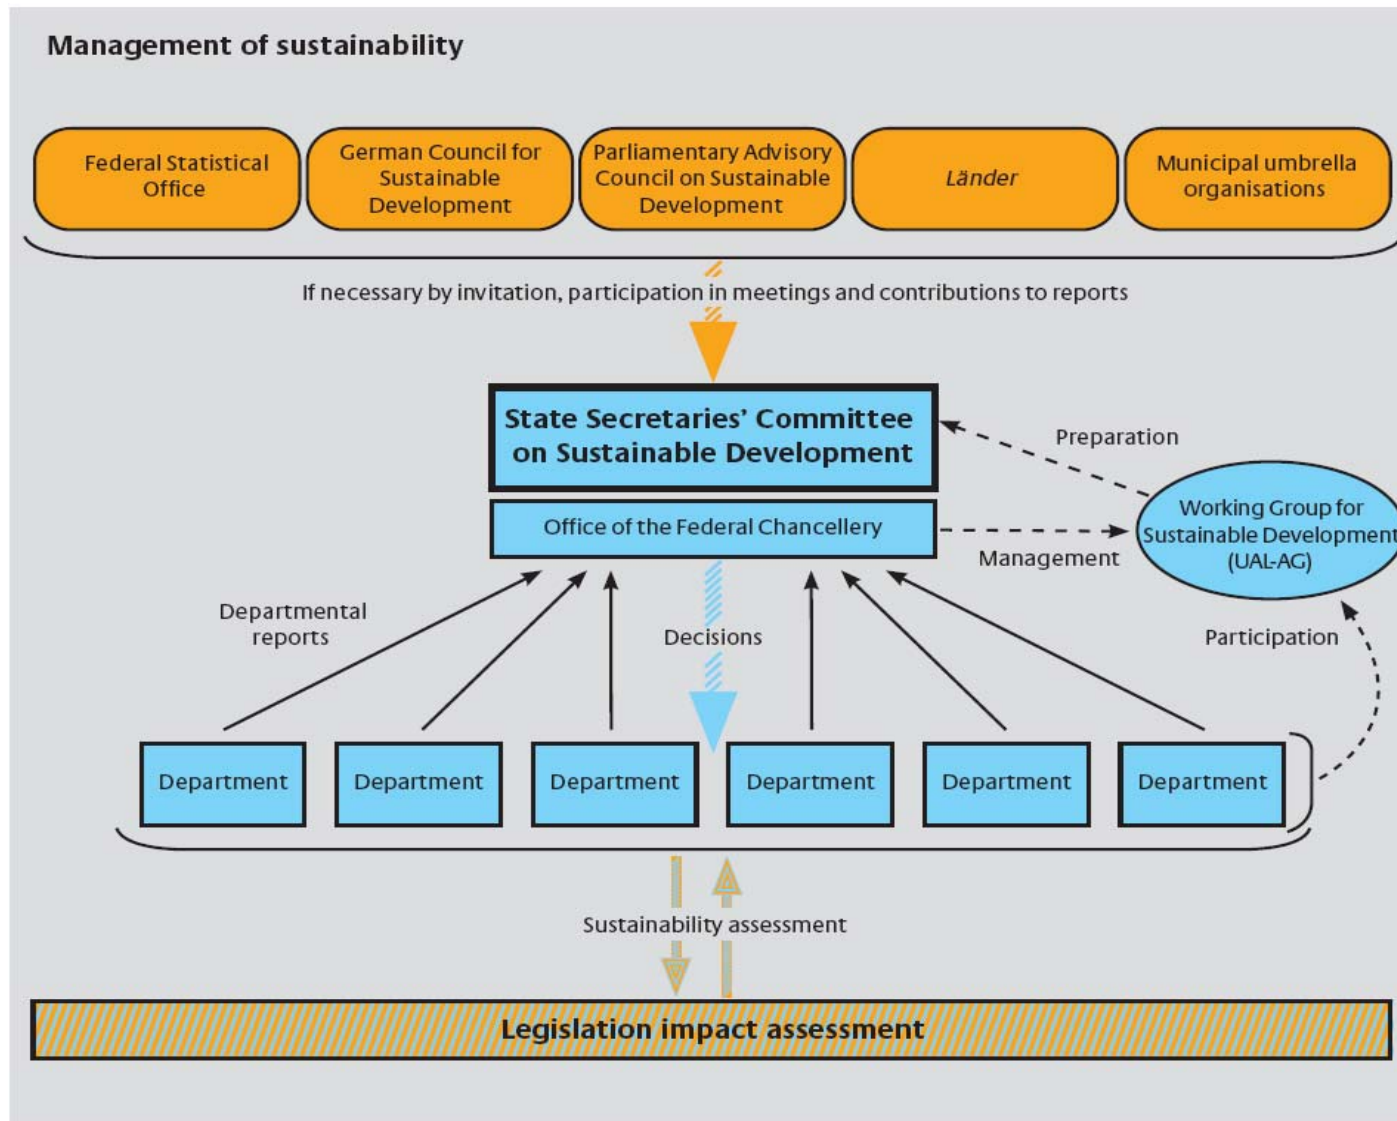 Management of sustainability
Federal Statistical
Office
German Council for
Sustainable
Development
Parliamentary Advisory
Council on Sustainable
Development
Länder
Municipal umbrella
organisations
If necessary by invitation, participation in meetings and contributions to reports
State Secretaries’ Committee
on Sustainable Development
Preparation
Office of the Federal Chancellery
Working Group for
Sustainable Development
(UAL-AG)
Management
Departmental
reports
Decisions
Participation
Department
Department
Department
Department
Department
Department
Sustainability assessment
Legislation impact assessment